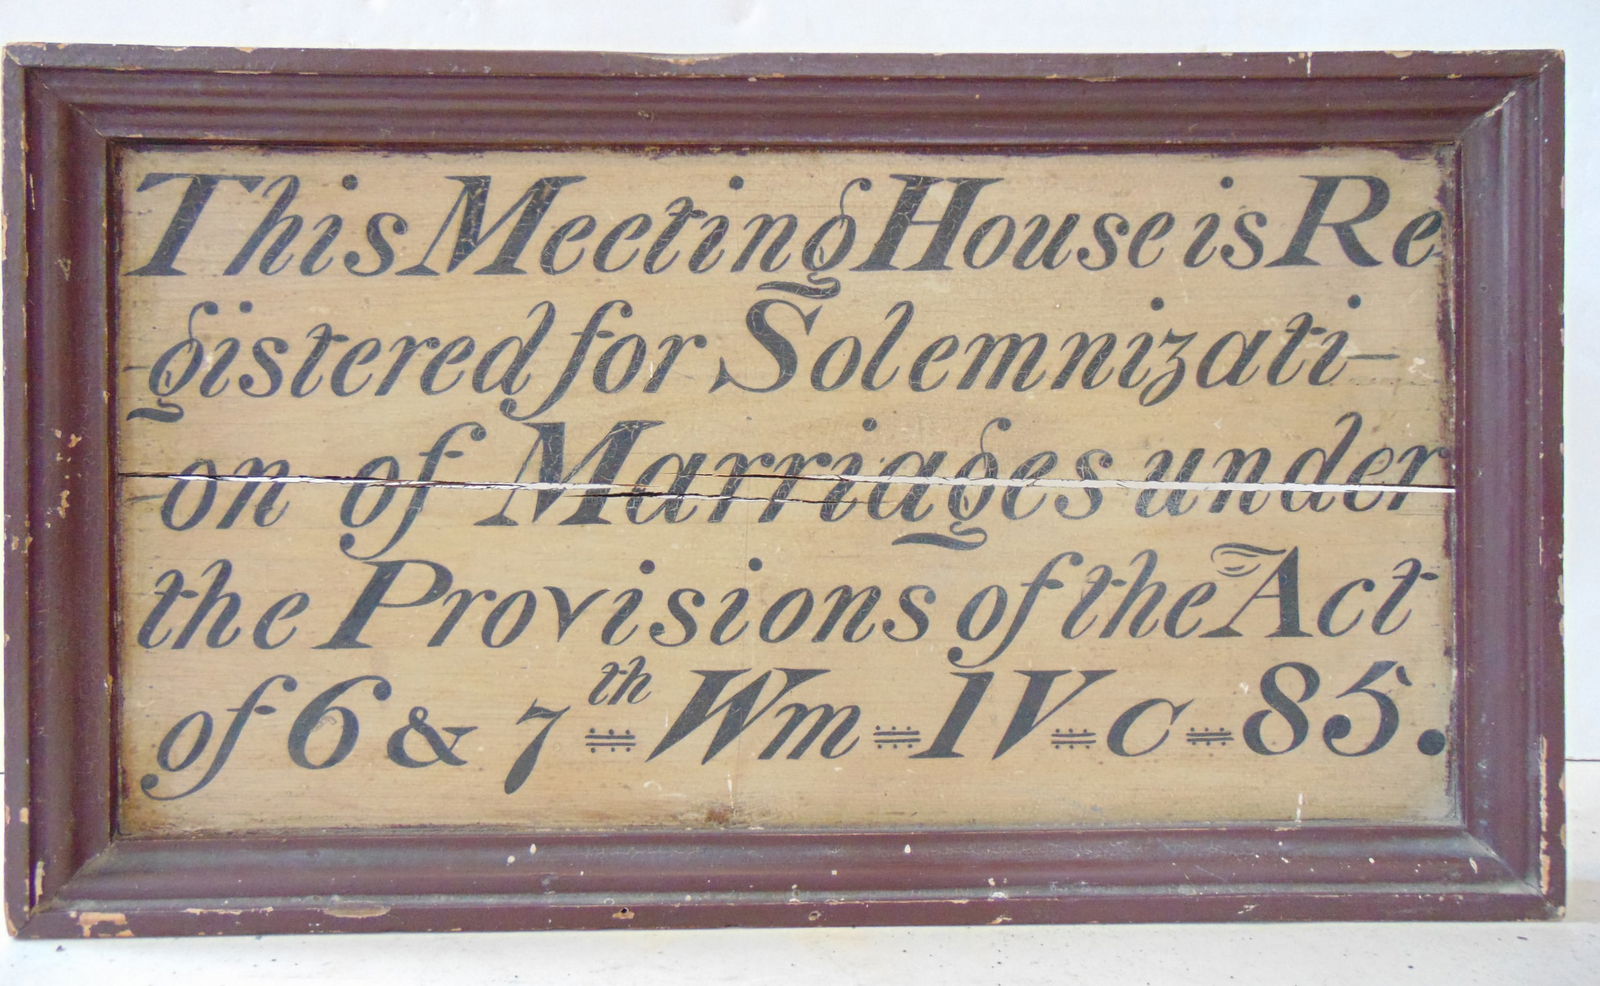 This Meeting House is Re-
-gistered for Solemnizati-
-on of Marriages under
the Provisions of the Act
of 6 & 7th = Wm = IV = c = 85.